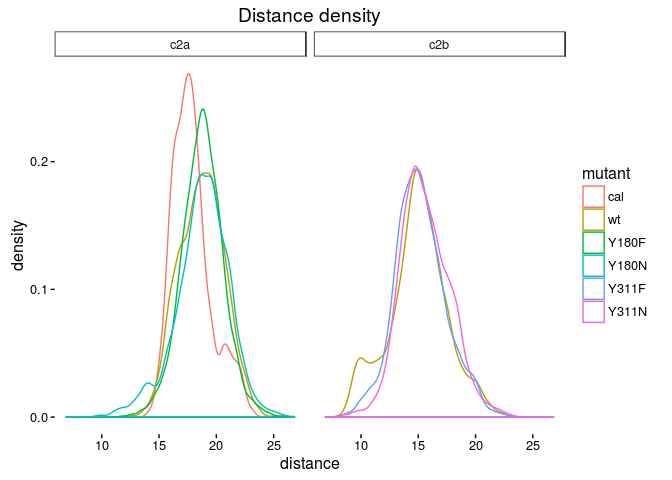 Distance density
c2a c2b
density
0.2
0.1
0.0
10 15 20 25 10 15 20 25
distance
mutant
cal
wt
Y180F
Y180N
Y311F
Y311N